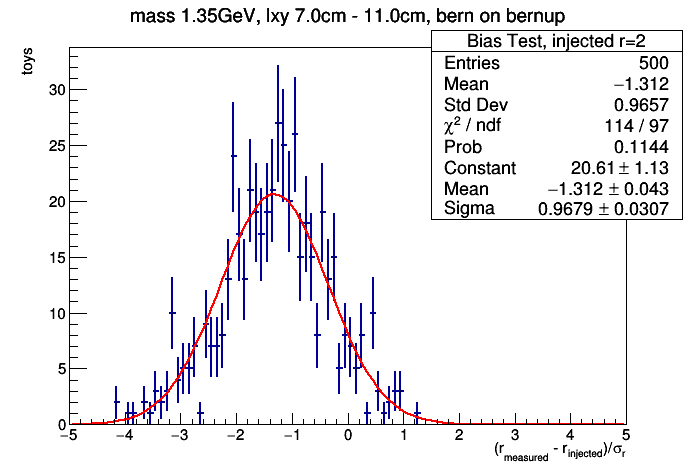 mass 1.35GeV, lxy 7.0cm - 11.0cm, bern on bernup
Bias Test, injected r=2
Entries 500
Mean −1.312
Std Dev 0.9657
χ² / ndf 114 / 97
Prob 0.1144
Constant 20.61 ± 1.13
Mean −1.312 ± 0.043
Sigma 0.9679 ± 0.0307
toys
30
25
20
15
10
5
0
−5 −4 −3 −2 −1 0 1 2 3 4 5
(r_measured - r_injected)/σ_r